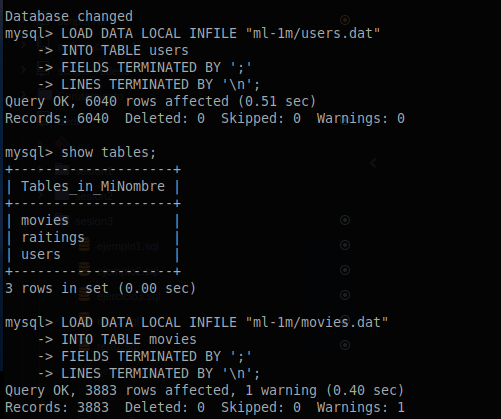 Database changed
mysql> LOAD DATA LOCAL INFILE "ml-1m/users.dat"
    -> INTO TABLE users
    -> FIELDS TERMINATED BY ';'
    -> LINES TERMINATED BY '\n';
Query OK, 6040 rows affected (0.51 sec)
Records: 6040  Deleted: 0  Skipped: 0  Warnings: 0

mysql> show tables;
+--------------------+
| Tables_in_MiNombre |
+--------------------+
| movies             |
| raitings           |
| users              |
+--------------------+
3 rows in set (0.00 sec)

mysql> LOAD DATA LOCAL INFILE "ml-1m/movies.dat"
    -> INTO TABLE movies
    -> FIELDS TERMINATED BY ';'
    -> LINES TERMINATED BY '\n';
Query OK, 3883 rows affected, 1 warning (0.40 sec)
Records: 3883  Deleted: 0  Skipped: 0  Warnings: 1